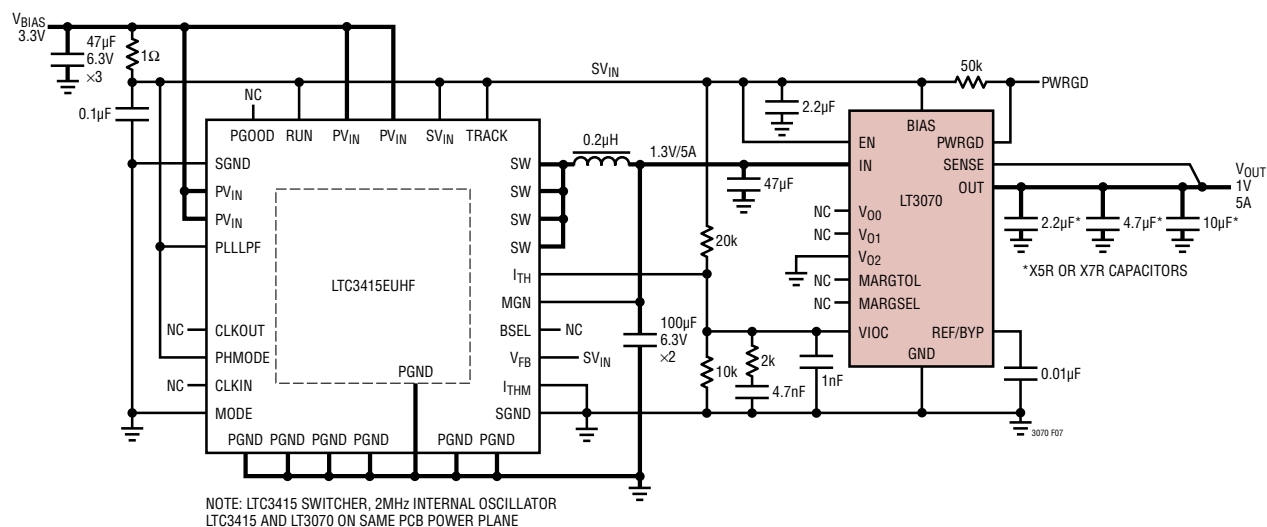 VBIAS
3.3V
47µF
6.3V
×3
1Ω
0.1µF
NC
SVIN
50k
PWRGD
2.2µF
PGOOD RUN PVIN PVIN SVIN TRACK
SGND
PVIN
PVIN
PLLLPF
CLKOUT
NC
PHMODE
CLKIN
NC
MODE
LTC3415EUHF
PGND
PGND PGND PGND PGND PGND PGND
SW
SW
SW
SW
ITH
MGN
BSEL
NC
VFB
SVIN
ITHM
SGND
0.2µH
1.3V/5A
47µF
20k
100µF
6.3V
×2
10k
2k
4.7nF
1nF
BIAS
EN
PWRGD
IN
SENSE
OUT
LT3070
NC
VO0
NC
VO1
VO2
NC
MARGTOL
NC
MARGSEL
VIOC
REF/BYP
GND
0.01µF
VOUT
1V
5A
2.2µF*
4.7µF*
10µF*
*X5R OR X7R CAPACITORS
3070 F07
NOTE: LTC3415 SWITCHER, 2MHz INTERNAL OSCILLATOR
LTC3415 AND LT3070 ON SAME PCB POWER PLANE